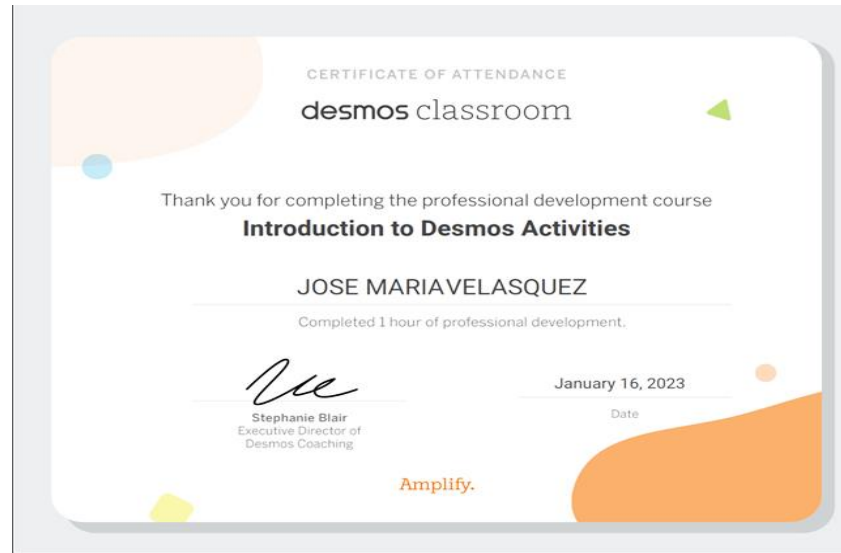 CERTIFICATE OF ATTENDANCE
desmos classroom
Thank you for completing the professional development course
Introduction to Desmos Activities
JOSE MARIAVELASQUEZ
Completed 1 hour of professional development.
Stephanie Blair
Executive Director of
Desmos Coaching
January 16, 2023
Date
Amplify.